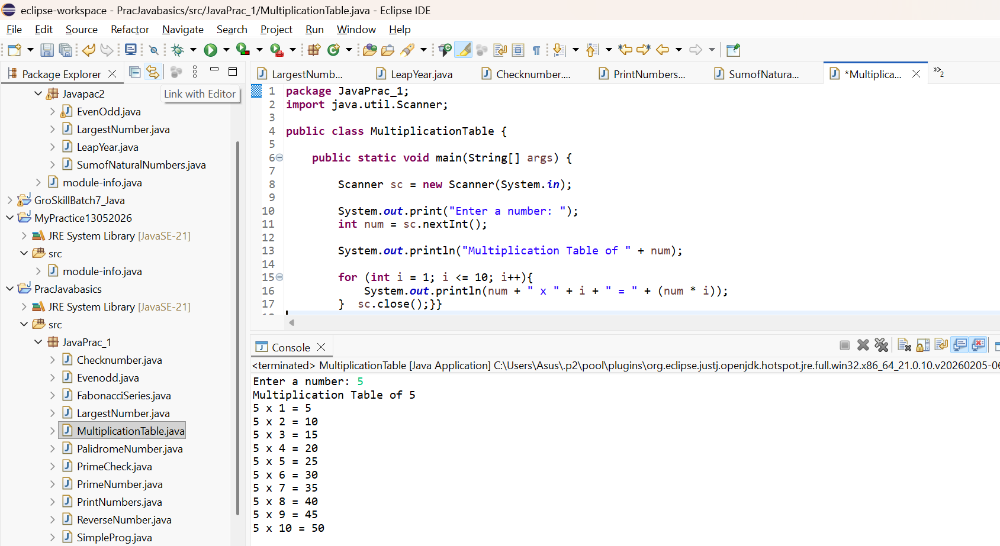 eclipse-workspace - PracJavabasics/src/JavaPrac_1/MultiplicationTable.java - Eclipse IDE
File Edit Source Refactor Navigate Search Project Run Window Help
Package Explorer
Link with Editor
Javapac2
EvenOdd.java
LargestNumber.java
LeapYear.java
SumofNaturalNumbers.java
module-info.java
GroSkillBatch7_Java
MyPractice13052026
JRE System Library [JavaSE-21]
src
module-info.java
PracJavabasics
JRE System Library [JavaSE-21]
src
JavaPrac_1
Checknumber.java
Evenodd.java
FabonacciSeries.java
LargestNumber.java
MultiplicationTable.java
PalidromeNumber.java
PrimeCheck.java
PrimeNumber.java
PrintNumbers.java
ReverseNumber.java
SimpleProg.java
LargestNumb... LeapYear.java Checknumber.... PrintNumbers... SumofNatura... *Multiplica... »2
1 package JavaPrac_1;
2 import java.util.Scanner;
3
4 public class MultiplicationTable {
5
6 public static void main(String[] args) {
7
8 Scanner sc = new Scanner(System.in);
9
10 System.out.print("Enter a number: ");
11 int num = sc.nextInt();
12
13 System.out.println("Multiplication Table of " + num);
14
15 for (int i = 1; i <= 10; i++){
16 System.out.println(num + " x " + i + " = " + (num * i));
17 } sc.close();}}
Console
<terminated> MultiplicationTable [Java Application] C:\Users\Asus\.p2\pool\plugins\org.eclipse.justj.openjdk.hotspot.jre.full.win32.x86_64_21.0.10.v20260205-06
Enter a number: 5
Multiplication Table of 5
5 x 1 = 5
5 x 2 = 10
5 x 3 = 15
5 x 4 = 20
5 x 5 = 25
5 x 6 = 30
5 x 7 = 35
5 x 8 = 40
5 x 9 = 45
5 x 10 = 50